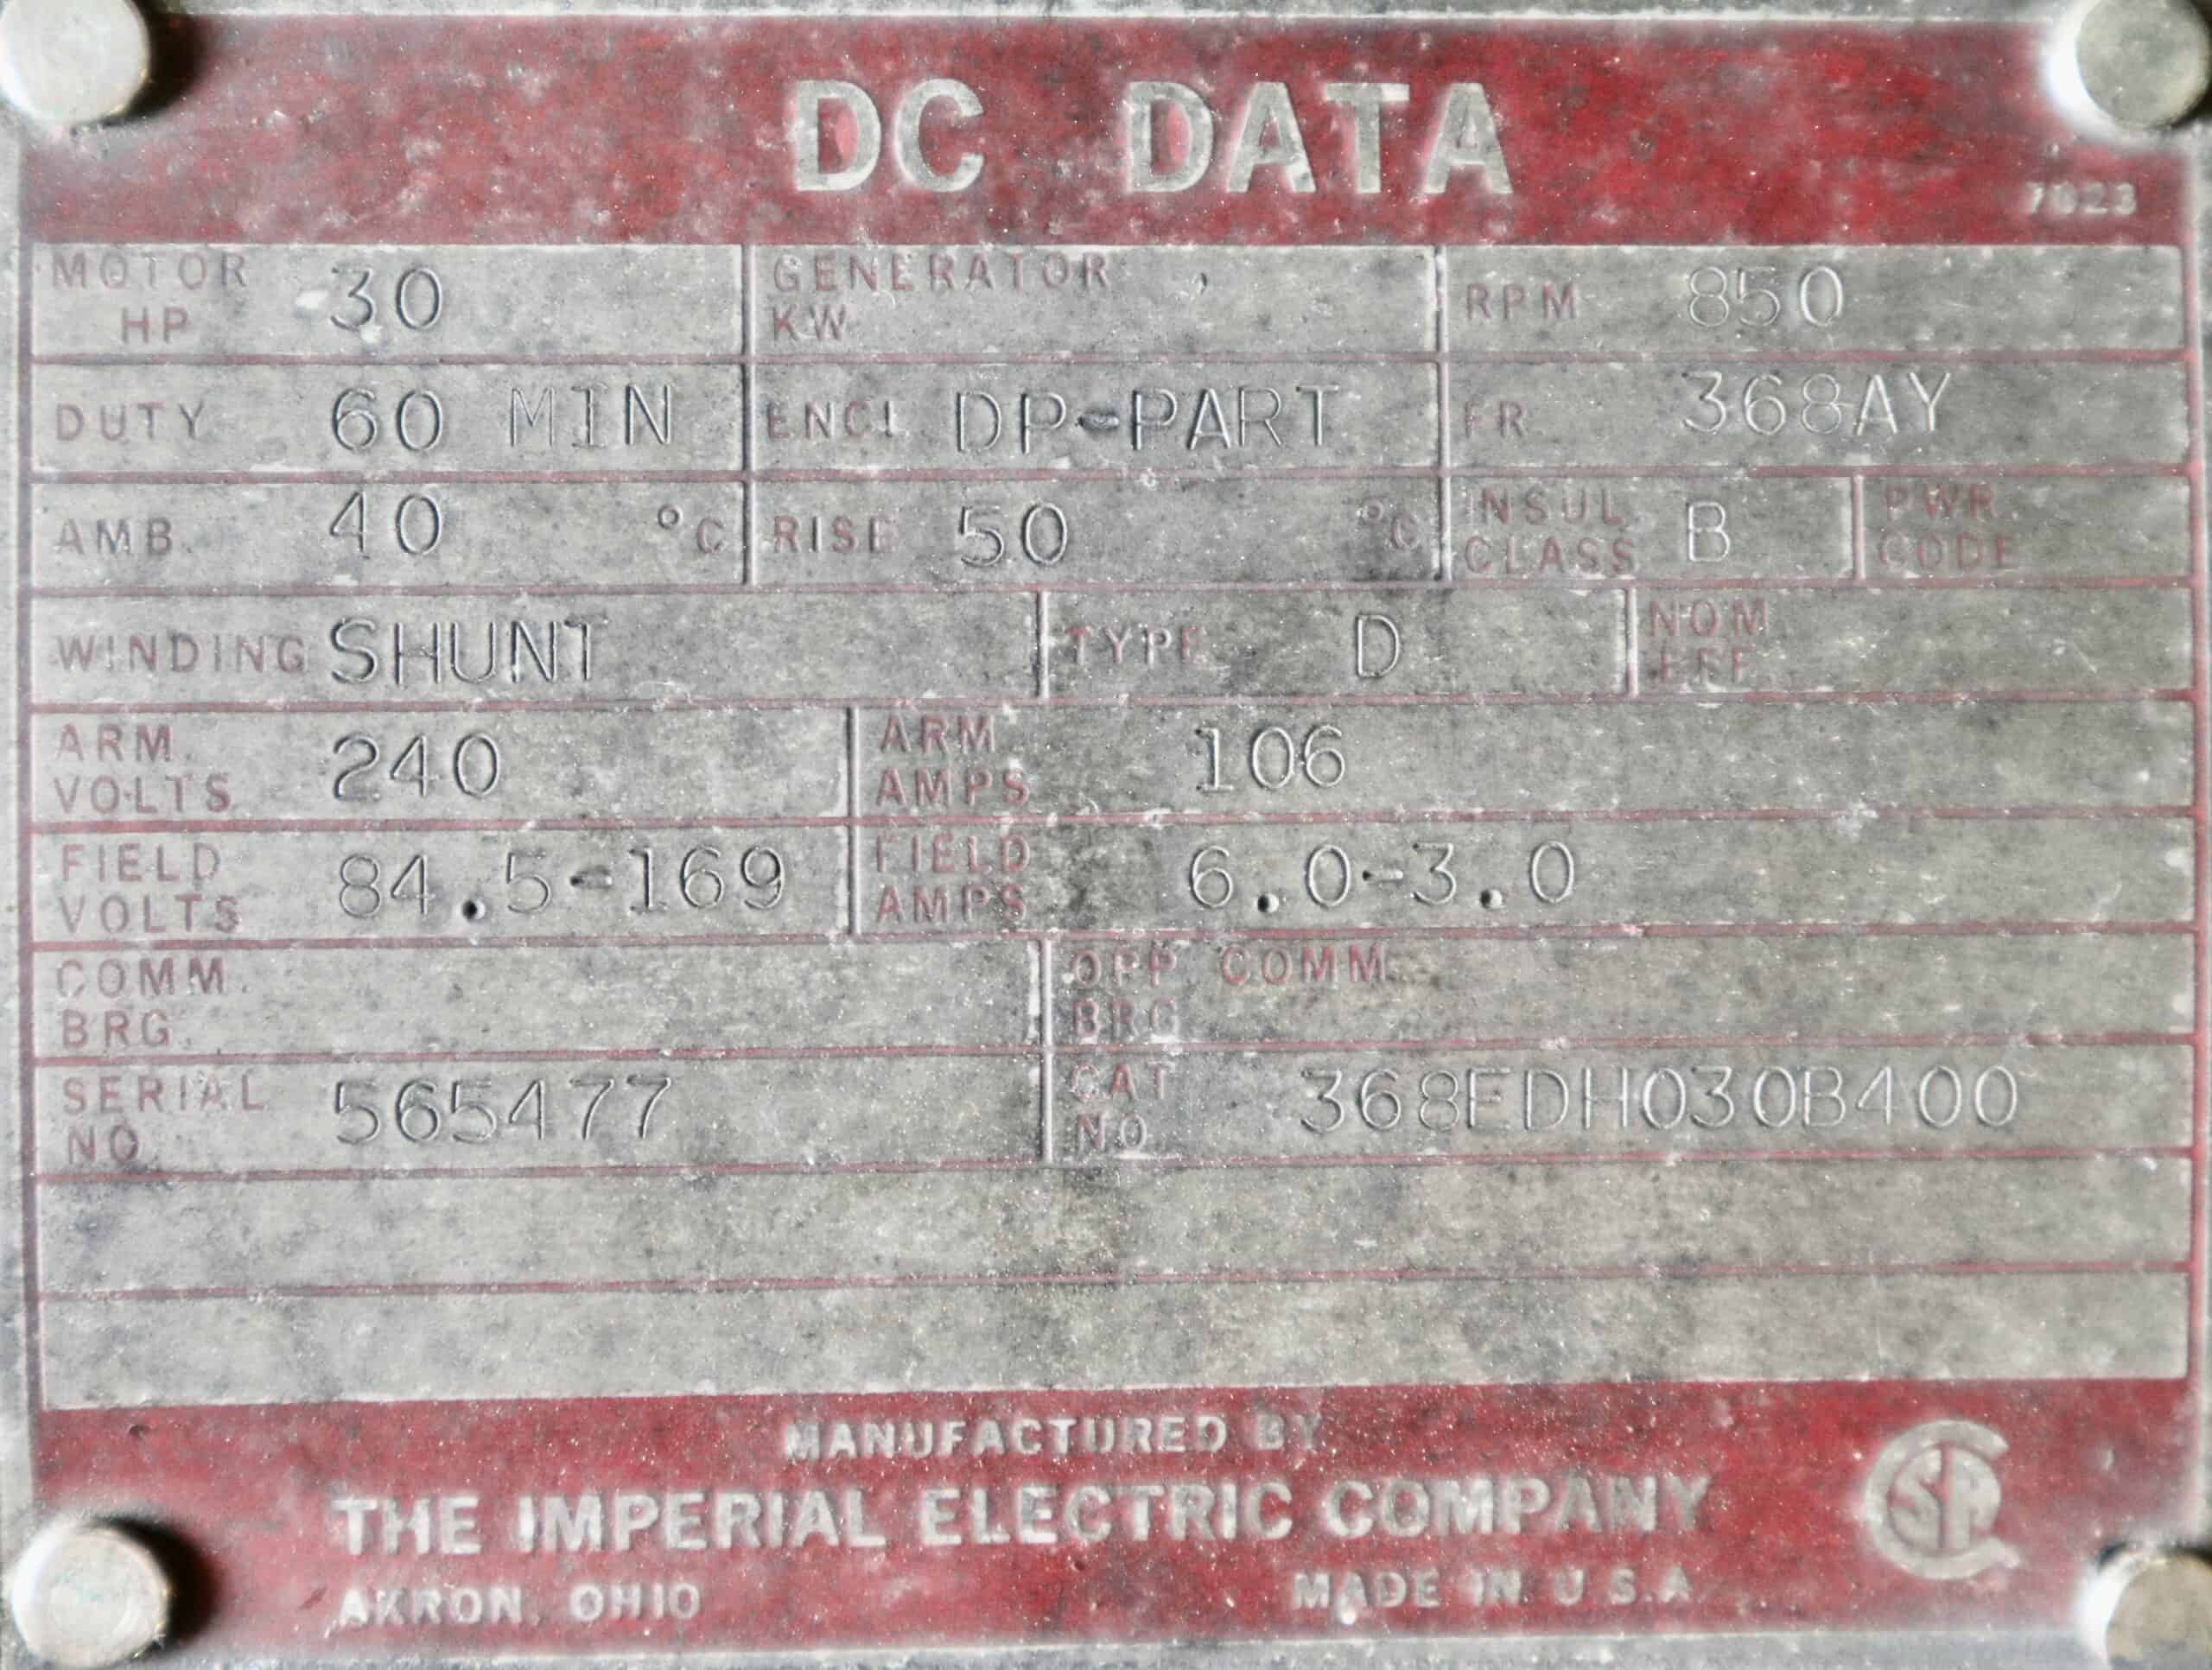 DC DATA
7023
MOTOR HP 30 GENERATOR KW RPM 850
DUTY 60 MIN ENCL DP-PART FR. 368AY
AMB. 40 °C RISE 50 °C INSUL. CLASS B PWR. CODE
WINDING SHUNT TYPE D NOM. EFF.
ARM. VOLTS 240 ARM. AMPS 106
FIELD VOLTS 84.5-169 FIELD AMPS 6.0-3.0
COMM. BRG. OPP COMM. BRG
SERIAL NO. 565477 CAT NO 368EDH030B400
MANUFACTURED BY
THE IMPERIAL ELECTRIC COMPANY
AKRON, OHIO MADE IN U.S.A.